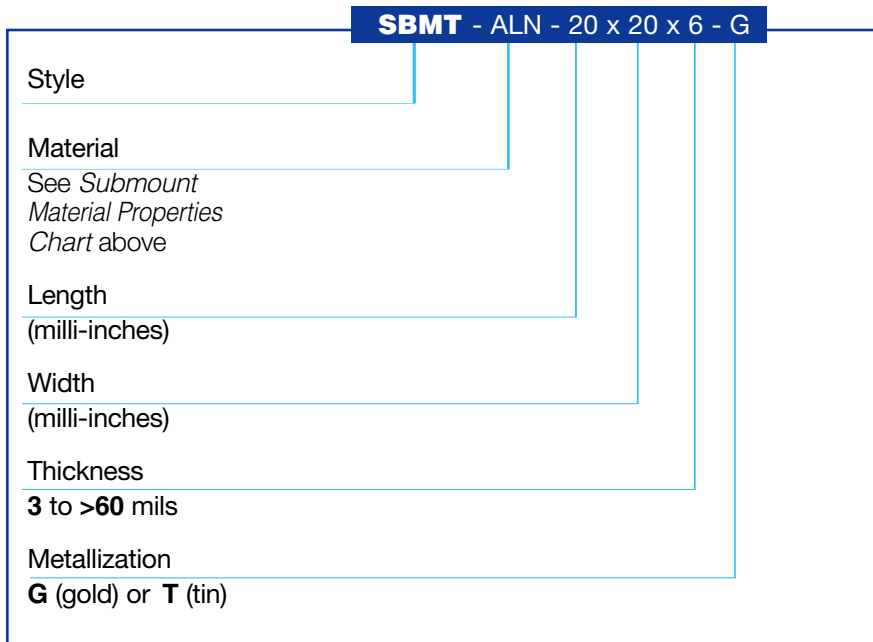 SBMT - ALN - 20 x 20 x 6 - G
Style
Material
See Submount
Material Properties
Chart above
Length
(milli-inches)
Width
(milli-inches)
Thickness
3 to >60 mils
Metallization
G (gold) or T (tin)